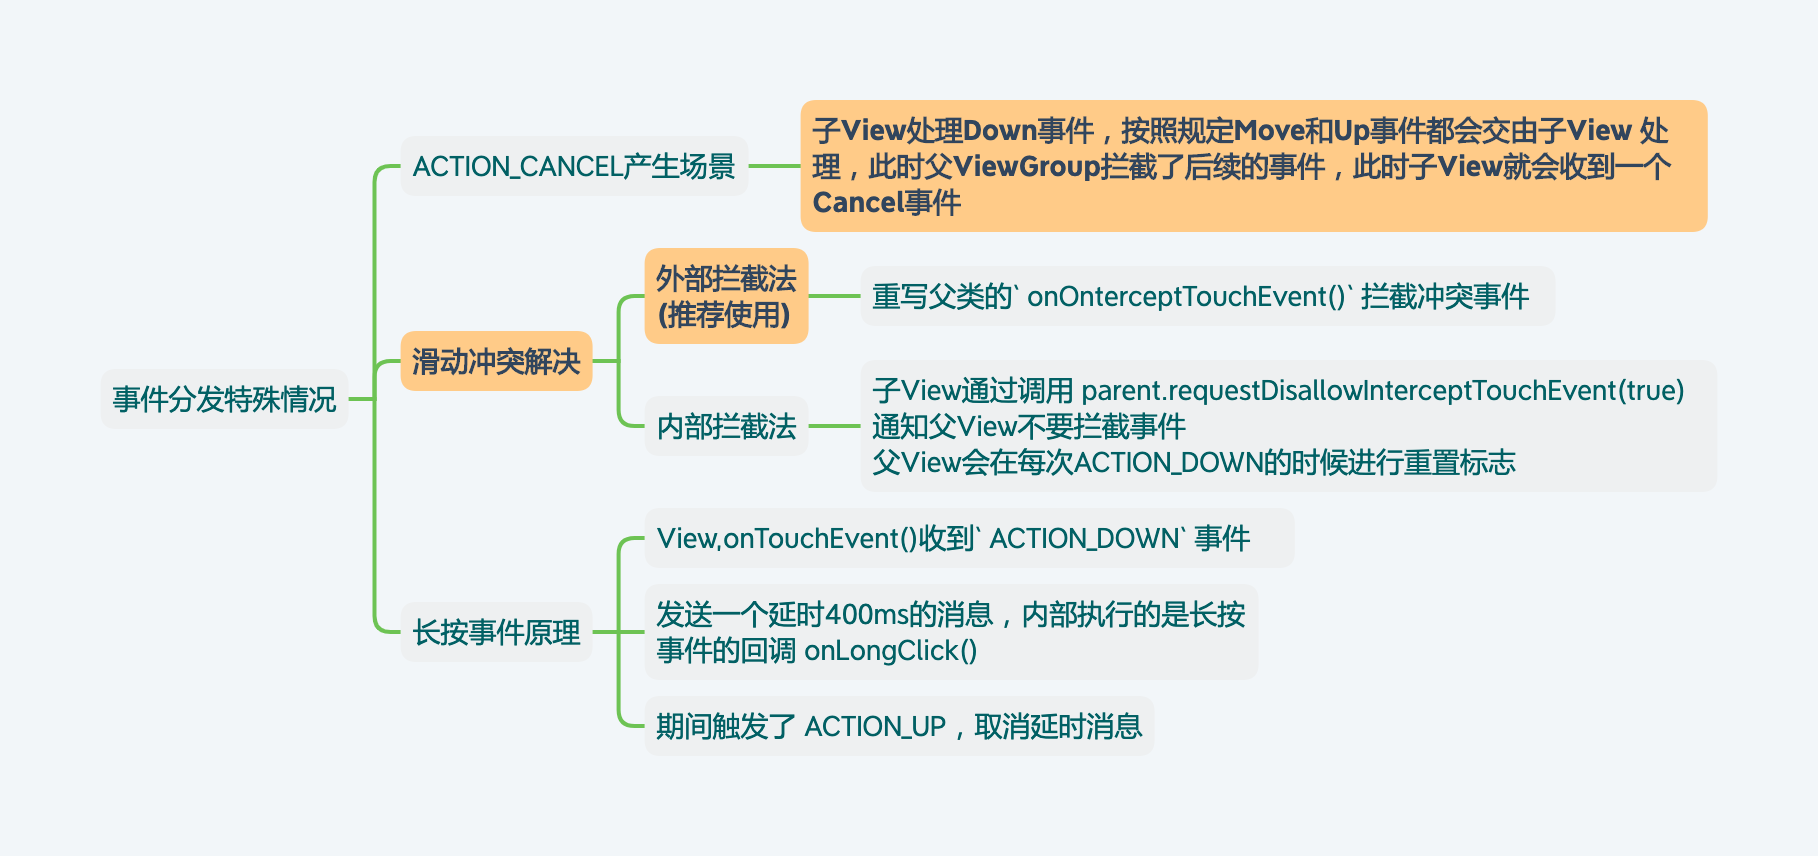 事件分发特殊情况
ACTION_CANCEL产生场景
子View处理Down事件，按照规定Move和Up事件都会交由子View 处
理，此时父ViewGroup拦截了后续的事件，此时子View就会收到一个
Cancel事件
滑动冲突解决
外部拦截法
(推荐使用)
重写父类的` onOnterceptTouchEvent()` 拦截冲突事件
内部拦截法
子View通过调用 parent.requestDisallowInterceptTouchEvent(true)
通知父View不要拦截事件
父View会在每次ACTION_DOWN的时候进行重置标志
长按事件原理
View,onTouchEvent()收到` ACTION_DOWN` 事件
发送一个延时400ms的消息，内部执行的是长按
事件的回调 onLongClick()
期间触发了 ACTION_UP，取消延时消息